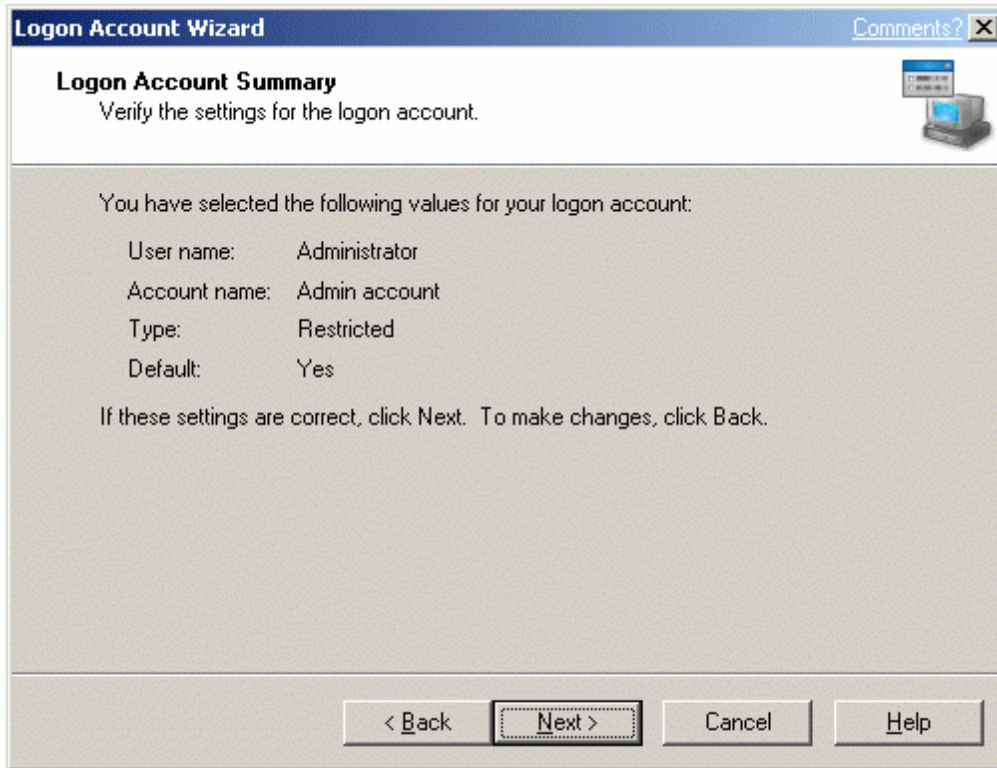 Logon Account Wizard Comments?
Logon Account Summary
Verify the settings for the logon account.
You have selected the following values for your logon account:
User name: Administrator
Account name: Admin account
Type: Restricted
Default: Yes
If these settings are correct, click Next. To make changes, click Back.
< Back Next > Cancel Help